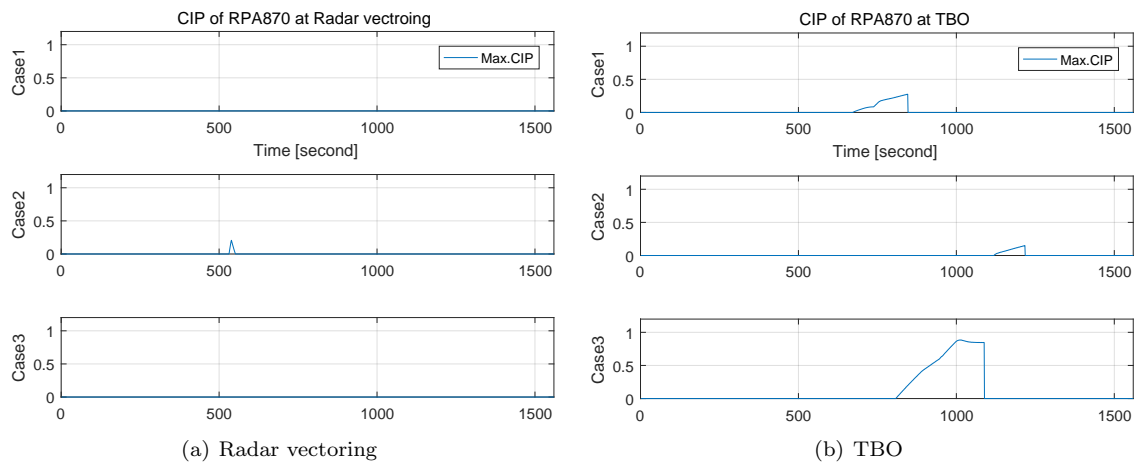 CIP of RPA870 at Radar vectroing
Case1
1
0.5
0
Max.CIP
0 500 1000 1500
Time [second]
Case2
1
0.5
0
0 500 1000 1500
Case3
1
0.5
0
0 500 1000 1500
(a) Radar vectoring
CIP of RPA870 at TBO
Case1
1
0.5
0
Max.CIP
0 500 1000 1500
Time [second]
Case2
1
0.5
0
0 500 1000 1500
Case3
1
0.5
0
0 500 1000 1500
(b) TBO